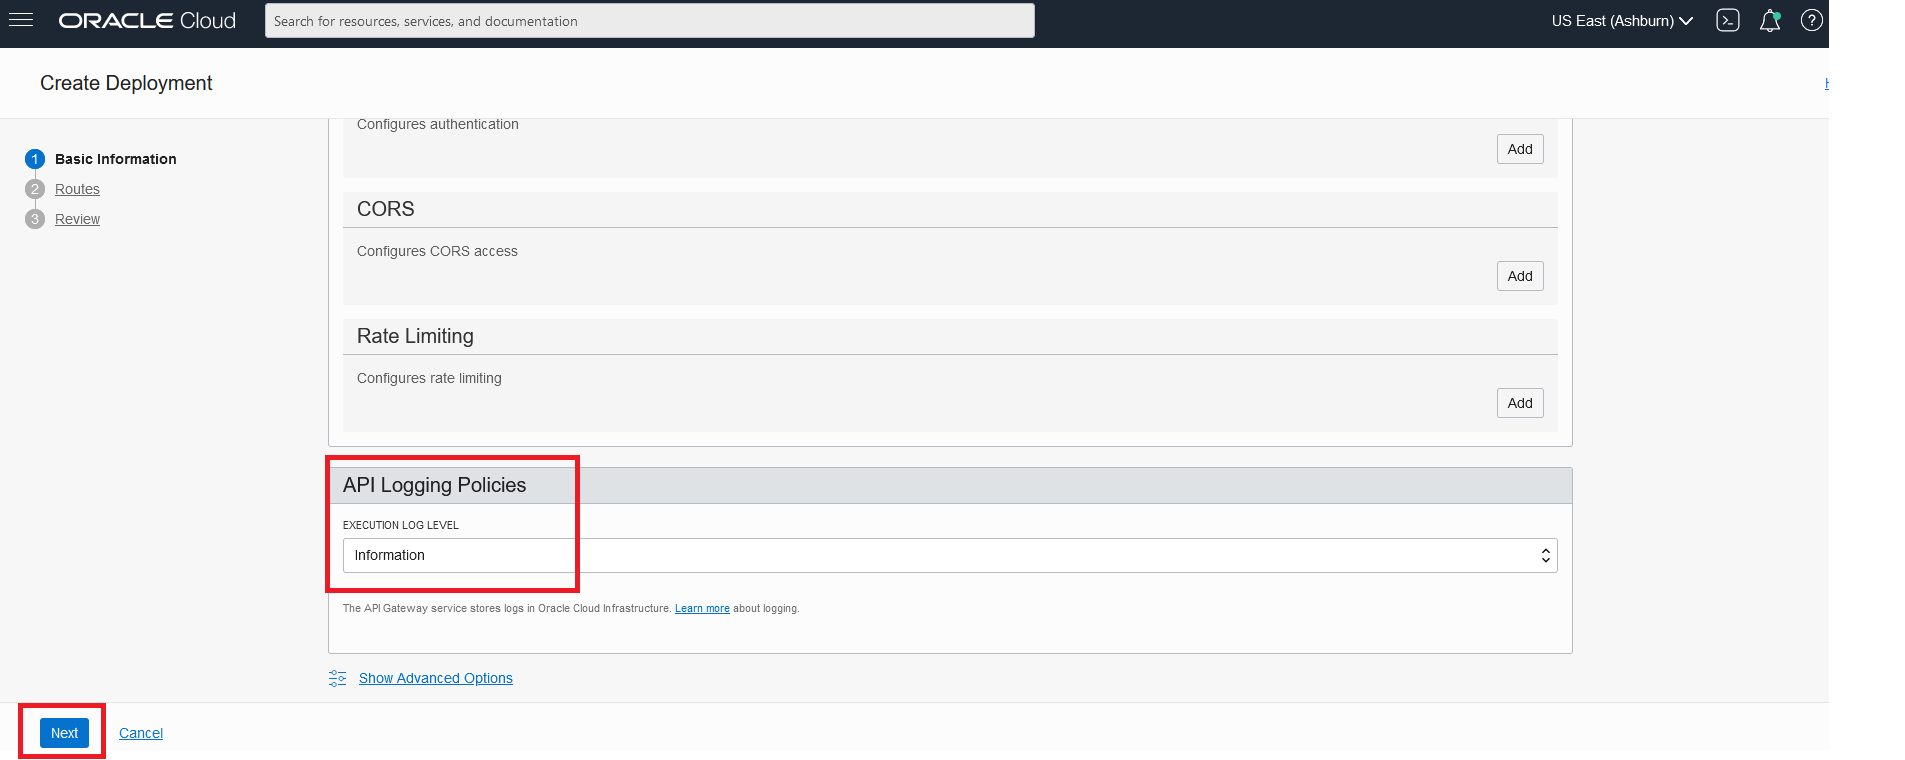 ORACLE Cloud
Search for resources, services, and documentation
US East (Ashburn)
Create Deployment
1 Basic Information
2 Routes
3 Review
Configures authentication
Add
CORS
Configures CORS access
Add
Rate Limiting
Configures rate limiting
Add
API Logging Policies
EXECUTION LOG LEVEL
Information
The API Gateway service stores logs in Oracle Cloud Infrastructure. Learn more about logging.
Show Advanced Options
Next Cancel